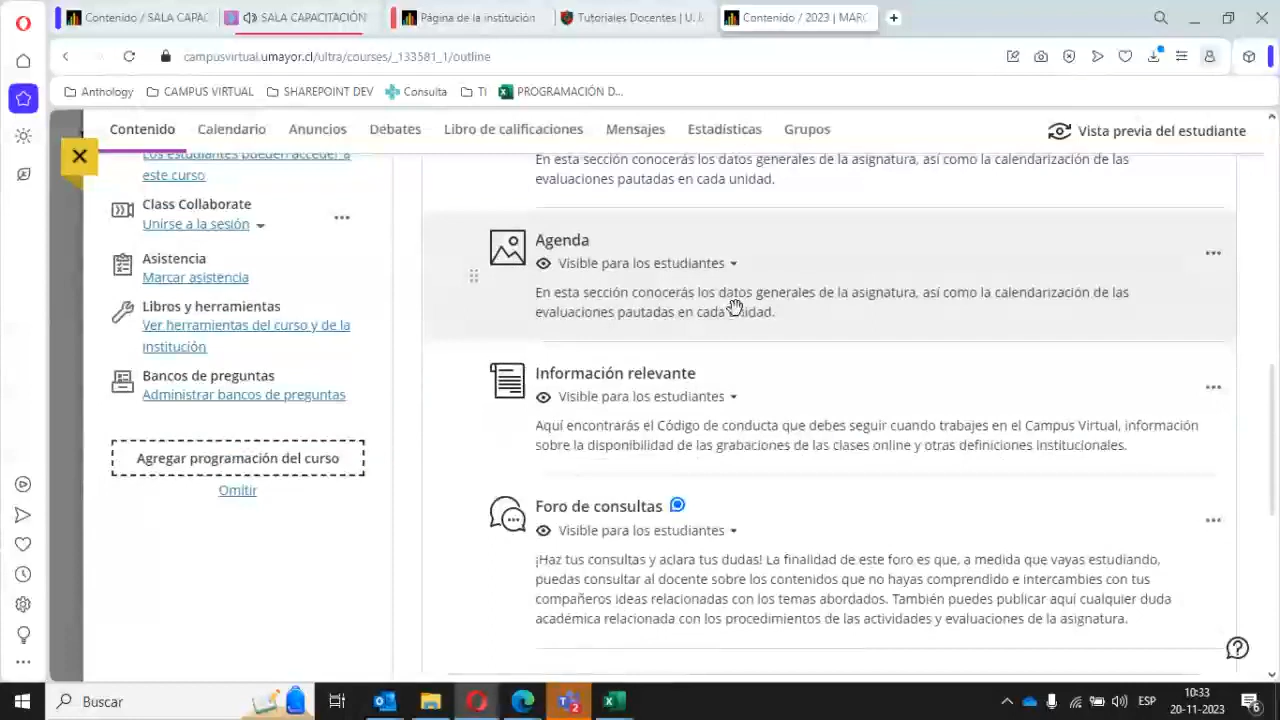 Contenido / SALA CAPAC
SALA CAPACITACIÓN
Página de la institución
Tutoriales Docentes | U.
Contenido / 2023 | MARC
campusvirtual.umayor.cl/ultra/courses/_133581_1/outline
Anthology
CAMPUS VIRTUAL
SHAREPOINT DEV
Consulta
TI
PROGRAMACIÓN D...
Contenido
Calendario
Anuncios
Debates
Libro de calificaciones
Mensajes
Estadísticas
Grupos
Vista previa del estudiante
Los estudiantes pueden acceder a
este curso
Class Collaborate
Unirse a la sesión
Asistencia
Marcar asistencia
Libros y herramientas
Ver herramientas del curso y de la
institución
Bancos de preguntas
Administrar bancos de preguntas
Agregar programación del curso
Omitir
En esta sección conocerás los datos generales de la asignatura, así como la calendarización de las
evaluaciones pautadas en cada unidad.
Agenda
Visible para los estudiantes
En esta sección conocerás los datos generales de la asignatura, así como la calendarización de las
evaluaciones pautadas en cada unidad.
Información relevante
Visible para los estudiantes
Aquí encontrarás el Código de conducta que debes seguir cuando trabajes en el Campus Virtual, información
sobre la disponibilidad de las grabaciones de las clases online y otras definiciones institucionales.
Foro de consultas
Visible para los estudiantes
¡Haz tus consultas y aclara tus dudas! La finalidad de este foro es que, a medida que vayas estudiando,
puedas consultar al docente sobre los contenidos que no hayas comprendido e intercambies con tus
compañeros ideas relacionadas con los temas abordados. También puedes publicar aquí cualquier duda
académica relacionada con los procedimientos de las actividades y evaluaciones de la asignatura.
Buscar
ESP
10:33
20-11-2023
6